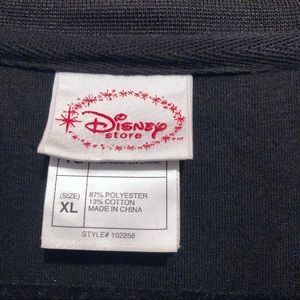 Disney
store
(SIZE)
XL
87% POLYESTER
13% COTTON
MADE IN CHINA
STYLE# 102258